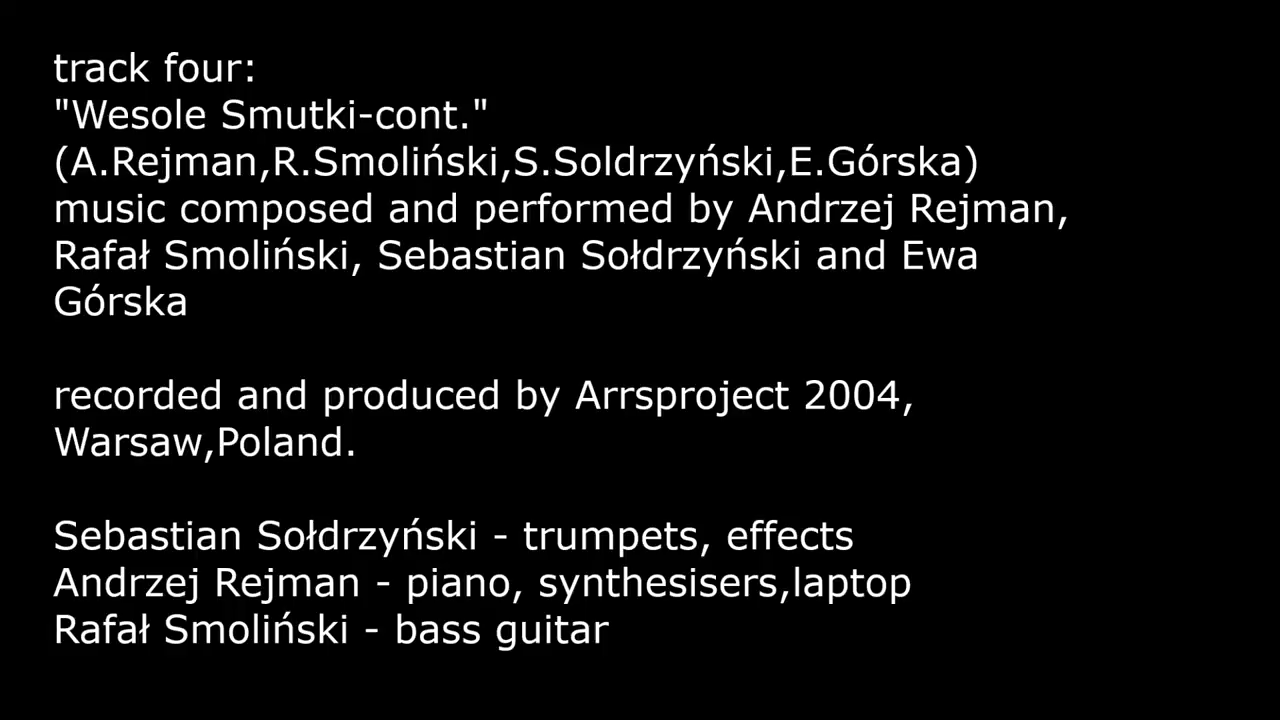 track four:
"Wesole Smutki-cont."
(A.Rejman,R.Smoliński,S.Soldrzyński,E.Górska)
music composed and performed by Andrzej Rejman,
Rafał Smoliński, Sebastian Sołdrzyński and Ewa
Górska
recorded and produced by Arrsproject 2004,
Warsaw,Poland.
Sebastian Sołdrzyński - trumpets, effects
Andrzej Rejman - piano, synthesisers,laptop
Rafał Smoliński - bass guitar